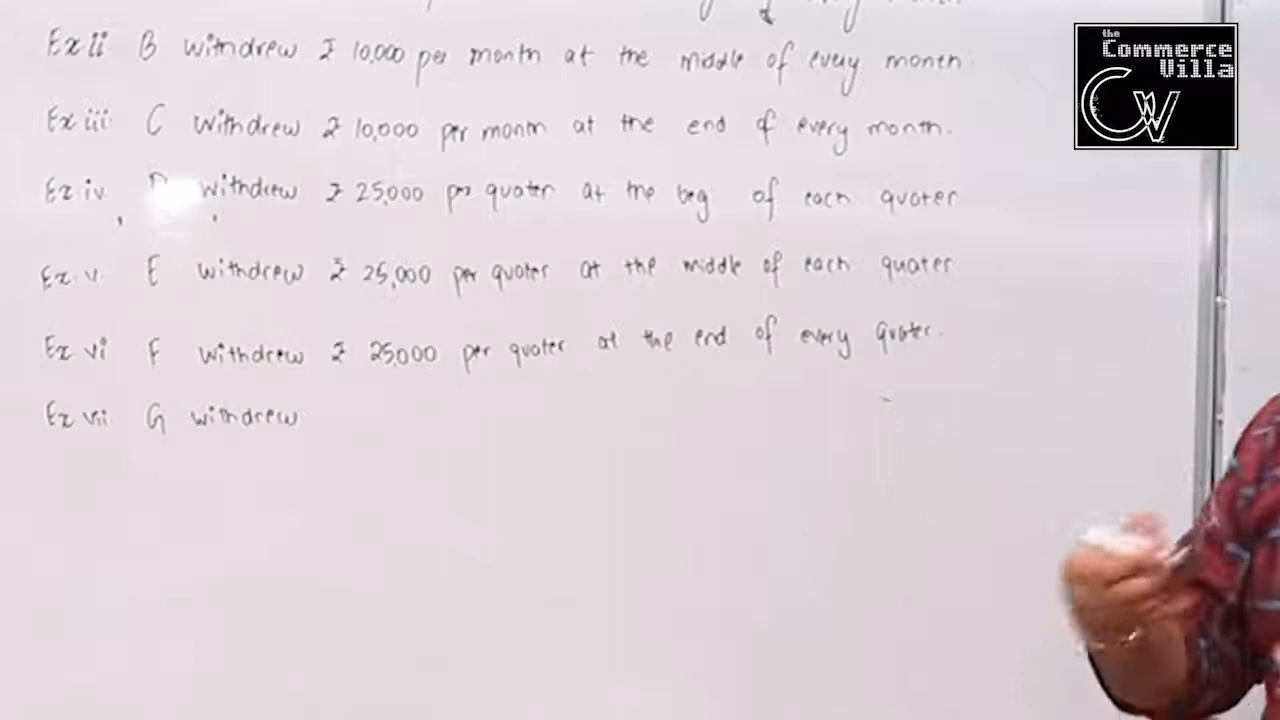 Ex ii B withdrew ₹ 10,000 per month at the middle of every month.
Ex iii C withdrew ₹ 10,000 per month at the end of every month.
Ex iv D withdrew ₹ 25,000 per quater at the beg of each quater
Ex v E withdrew ₹ 25,000 per quater at the middle of each quater
Ex vi F withdrew ₹ 25,000 per quater at the end of every quater.
Ex vii G withdrew
the
Commerce
Villa
CV